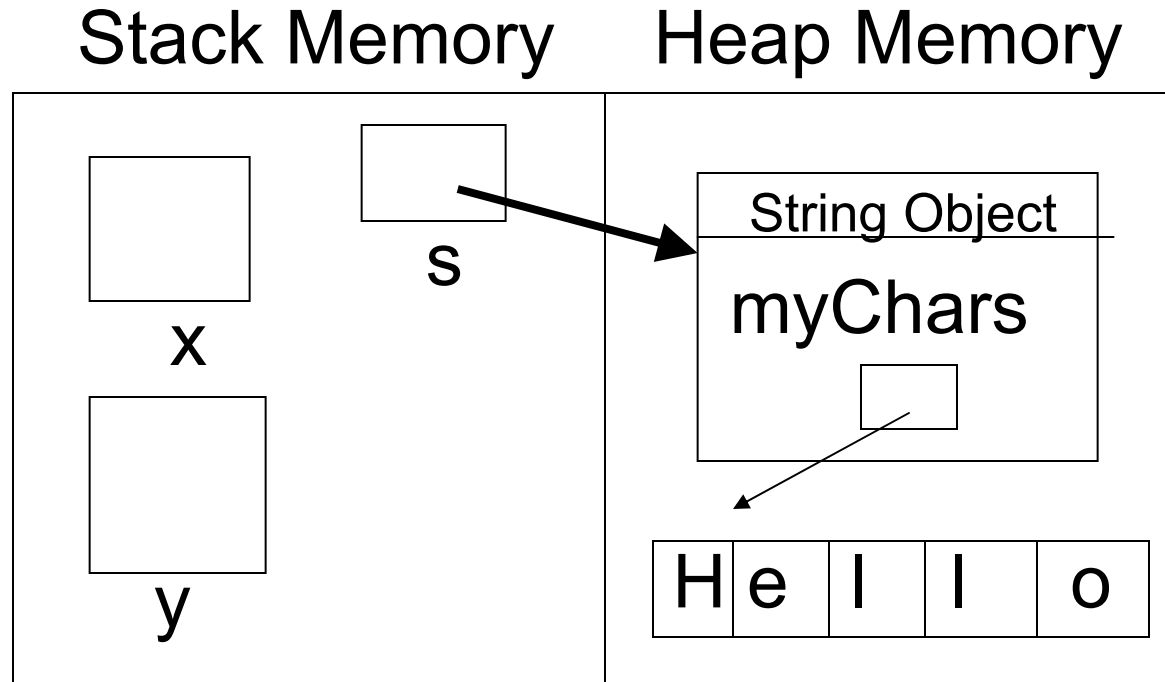 Stack Memory
Heap Memory
s
x
y
String Object
myChars
H e l l o